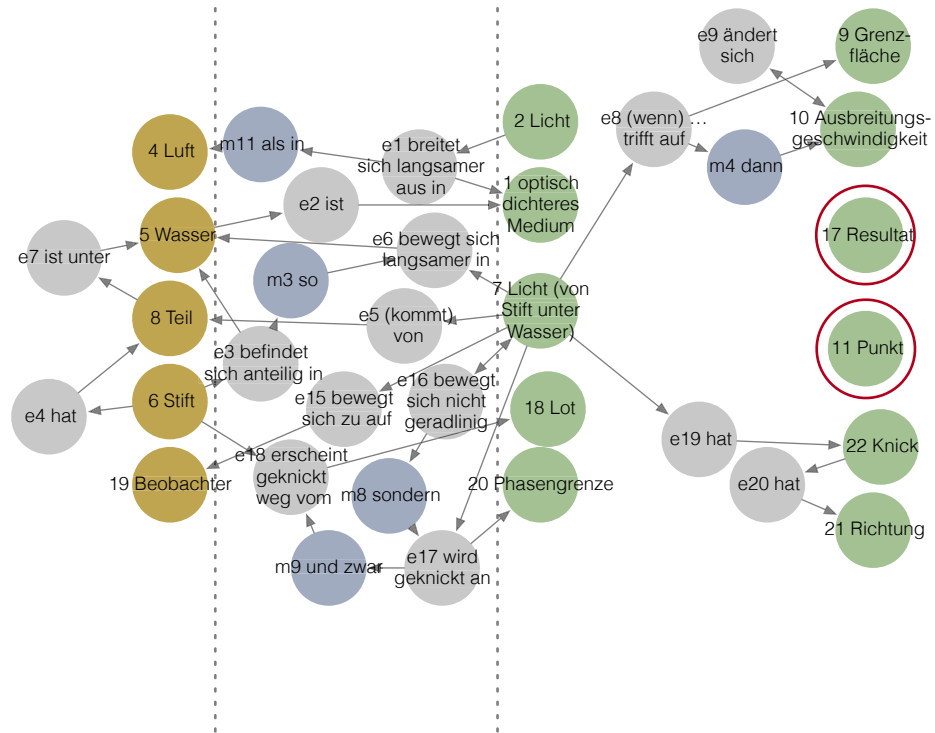 e9 ändert
sich
9 Grenz-
fläche
4 Luft
m11 als in
e1 breitet
sich langsamer
aus in
2 Licht
e8 (wenn) ...
trifft auf
10 Ausbreitungs-
geschwindigkeit
m4 dann
e2 ist
1 optisch
dichteres
Medium
e7 ist unter
5 Wasser
e6 bewegt sich
langsamer in
17 Resultat
m3 so
7 Licht (von
Stift unter
Wasser)
8 Teil
e5 (kommt)
von
11 Punkt
e3 befindet
sich anteilig in
e4 hat
6 Stift
e15 bewegt
sich zu auf
e16 bewegt
sich nicht
geradlinig
18 Lot
e19 hat
22 Knick
19 Beobachter
e18 erscheint
geknickt
weg vom
m8 sondern
20 Phasengrenze
e20 hat
21 Richtung
m9 und zwar
e17 wird
geknickt an